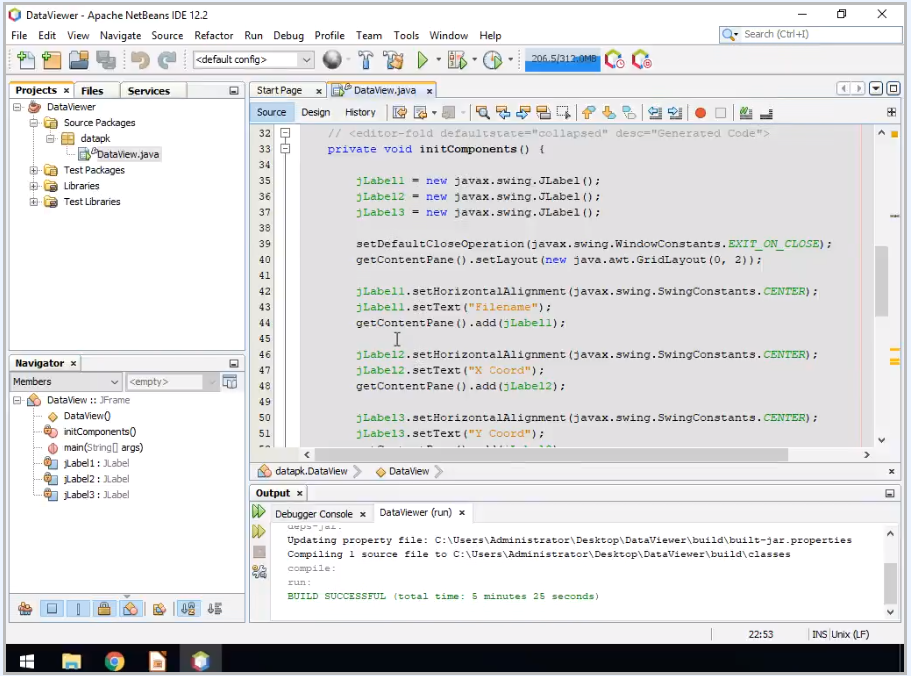 DataViewer - Apache NetBeans IDE 12.2
File Edit View Navigate Source Refactor Run Debug Profile Team Tools Window Help
Search (Ctrl+I)
<default config>
206.5/312.0MB
Projects × Files Services
DataViewer
Source Packages
datapk
DataView.java
Test Packages
Libraries
Test Libraries
Start Page × DataView.java ×
Source Design History
32 // <editor-fold defaultstate="collapsed" desc="Generated Code">
33 private void initComponents() {
34
35 jLabel1 = new javax.swing.JLabel();
36 jLabel2 = new javax.swing.JLabel();
37 jLabel3 = new javax.swing.JLabel();
38
39 setDefaultCloseOperation(javax.swing.WindowConstants.EXIT_ON_CLOSE);
40 getContentPane().setLayout(new java.awt.GridLayout(0, 2));
41
42 jLabel1.setHorizontalAlignment(javax.swing.SwingConstants.CENTER);
43 jLabel1.setText("Filename");
44 getContentPane().add(jLabel1);
45
46 jLabel2.setHorizontalAlignment(javax.swing.SwingConstants.CENTER);
47 jLabel2.setText("X Coord");
48 getContentPane().add(jLabel2);
49
50 jLabel3.setHorizontalAlignment(javax.swing.SwingConstants.CENTER);
51 jLabel3.setText("Y Coord");
datapk.DataView DataView
Navigator ×
Members <empty>
DataView :: JFrame
DataView()
initComponents()
main(String[] args)
jLabel1 : JLabel
jLabel2 : JLabel
jLabel3 : JLabel
Output ×
Debugger Console × DataViewer (run) ×
deps-jar:
Updating property file: C:\Users\Administrator\Desktop\DataViewer\build\built-jar.properties
Compiling 1 source file to C:\Users\Administrator\Desktop\DataViewer\build\classes
compile:
run:
BUILD SUCCESSFUL (total time: 5 minutes 25 seconds)
22:53 INS Unix (LF)